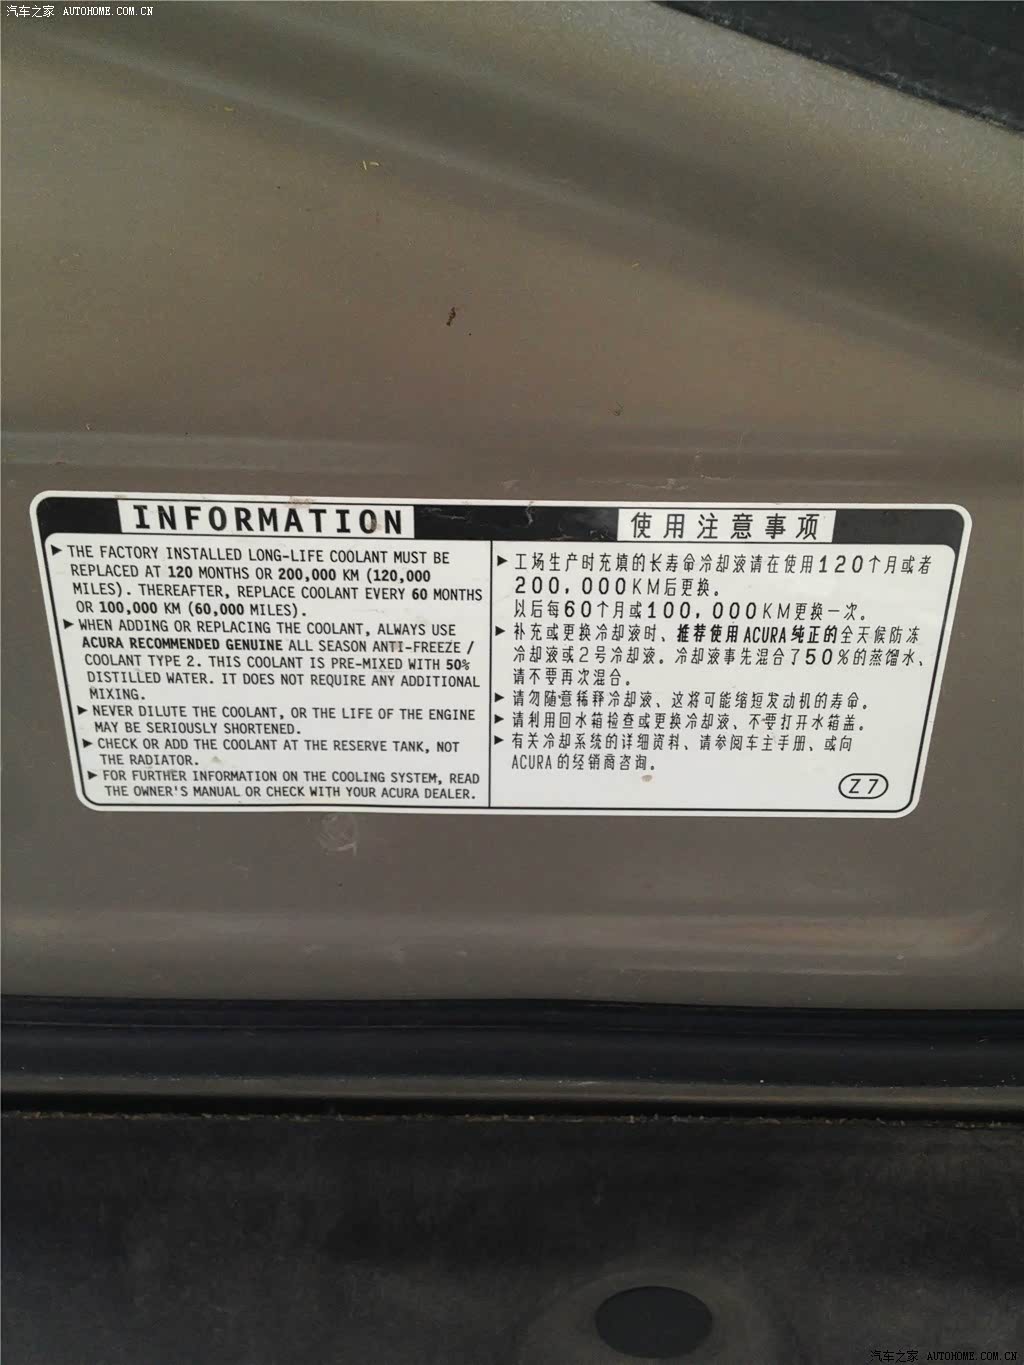 汽车之家 AUTOHOME.COM.CN
INFORMATION
▶ THE FACTORY INSTALLED LONG-LIFE COOLANT MUST BE
REPLACED AT 120 MONTHS OR 200,000 KM (120,000
MILES). THEREAFTER, REPLACE COOLANT EVERY 60 MONTHS
OR 100,000 KM (60,000 MILES).
▶ WHEN ADDING OR REPLACING THE COOLANT, ALWAYS USE
ACURA RECOMMENDED GENUINE ALL SEASON ANTI-FREEZE /
COOLANT TYPE 2. THIS COOLANT IS PRE-MIXED WITH 50%
DISTILLED WATER. IT DOES NOT REQUIRE ANY ADDITIONAL
MIXING.
▶ NEVER DILUTE THE COOLANT, OR THE LIFE OF THE ENGINE
MAY BE SERIOUSLY SHORTENED.
▶ CHECK OR ADD THE COOLANT AT THE RESERVE TANK, NOT
THE RADIATOR.
▶ FOR FURTHER INFORMATION ON THE COOLING SYSTEM, READ
THE OWNER'S MANUAL OR CHECK WITH YOUR ACURA DEALER.
使用注意事项
▶ 工场生产时充填的长寿命冷却液请在使用120个月或者
200,000KM后更换。
以后每60个月或100,000KM更换一次。
▶ 补充或更换冷却液时、推荐使用ACURA纯正的全天候防冻
冷却液或2号冷却液。冷却液事先混合了50%的蒸馏水、
请不要再次混合。
▶ 请勿随意稀释冷却液、这将可能缩短发动机的寿命。
▶ 请利用回水箱检查或更换冷却液、不要打开水箱盖。
▶ 有关冷却系统的详细资料、请参阅车主手册、或向
ACURA的经销商咨询。
Z7
汽车之家 AUTOHOME.COM.CN